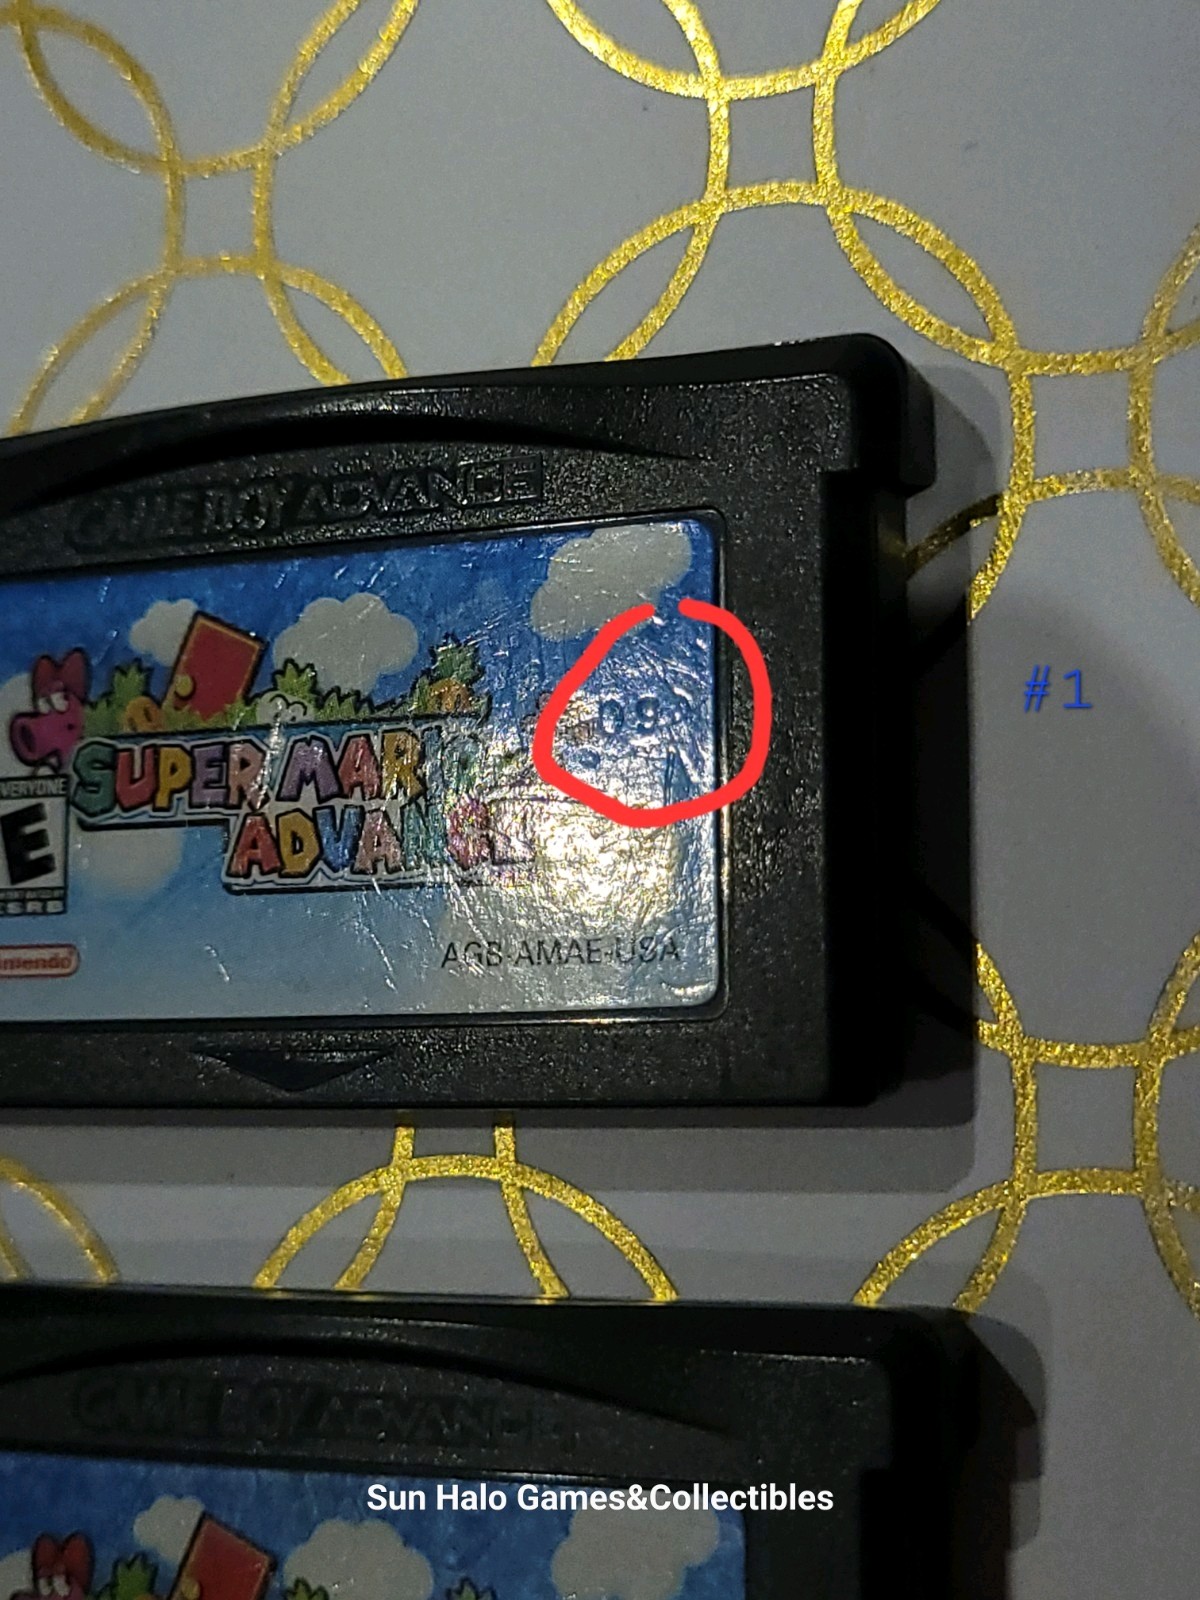 GAME BOY ADVANCE
09
#1
SUPER MARIO
ADVANCE
EVERYONE
E
ESRB
Nintendo
AGB-AMAE-USA
GAME BOY ADVANCE
Sun Halo Games&Collectibles